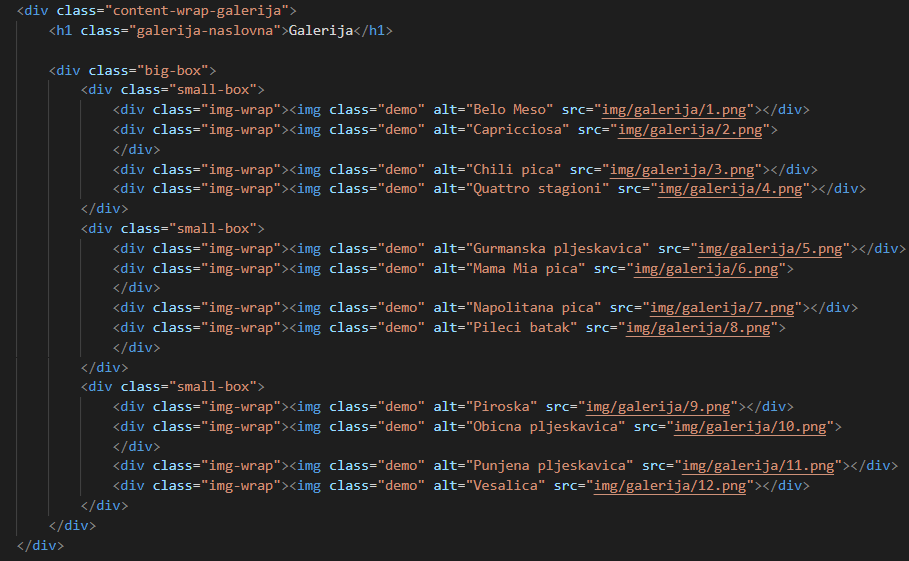 <div class="content-wrap-galerija">
<h1 class="galerija-naslovna">Galerija</h1>
<div class="big-box">
<div class="small-box">
<div class="img-wrap"><img class="demo" alt="Belo Meso" src="img/galerija/1.png"></div>
<div class="img-wrap"><img class="demo" alt="Capricciosa" src="img/galerija/2.png">
</div>
<div class="img-wrap"><img class="demo" alt="Chili pica" src="img/galerija/3.png"></div>
<div class="img-wrap"><img class="demo" alt="Quattro stagioni" src="img/galerija/4.png"></div>
</div>
<div class="small-box">
<div class="img-wrap"><img class="demo" alt="Gurmanska pljeskavica" src="img/galerija/5.png"></div>
<div class="img-wrap"><img class="demo" alt="Mama Mia pica" src="img/galerija/6.png">
</div>
<div class="img-wrap"><img class="demo" alt="Napolitana pica" src="img/galerija/7.png"></div>
<div class="img-wrap"><img class="demo" alt="Pileci batak" src="img/galerija/8.png">
</div>
</div>
<div class="small-box">
<div class="img-wrap"><img class="demo" alt="Piroska" src="img/galerija/9.png"></div>
<div class="img-wrap"><img class="demo" alt="Obicna pljeskavica" src="img/galerija/10.png">
</div>
<div class="img-wrap"><img class="demo" alt="Punjena pljeskavica" src="img/galerija/11.png"></div>
<div class="img-wrap"><img class="demo" alt="Vesalica" src="img/galerija/12.png"></div>
</div>
</div>
</div>